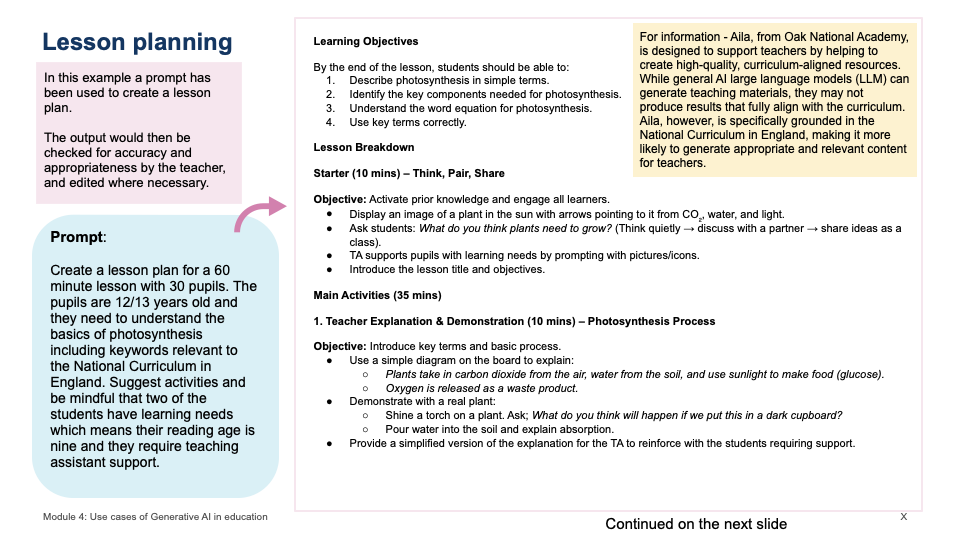 Lesson planning
In this example a prompt has
been used to create a lesson
plan.
The output would then be
checked for accuracy and
appropriateness by the teacher,
and edited where necessary.
Prompt:
Create a lesson plan for a 60
minute lesson with 30 pupils. The
pupils are 12/13 years old and
they need to understand the
basics of photosynthesis
including keywords relevant to
the National Curriculum in
England. Suggest activities and
be mindful that two of the
students have learning needs
which means their reading age is
nine and they require teaching
assistant support.
Learning Objectives
By the end of the lesson, students should be able to:
1. Describe photosynthesis in simple terms.
2. Identify the key components needed for photosynthesis.
3. Understand the word equation for photosynthesis.
4. Use key terms correctly.
Lesson Breakdown
Starter (10 mins) – Think, Pair, Share
Objective: Activate prior knowledge and engage all learners.
● Display an image of a plant in the sun with arrows pointing to it from CO₂, water, and light.
● Ask students: What do you think plants need to grow? (Think quietly → discuss with a partner → share ideas as a
class).
● TA supports pupils with learning needs by prompting with pictures/icons.
● Introduce the lesson title and objectives.
Main Activities (35 mins)
1. Teacher Explanation & Demonstration (10 mins) – Photosynthesis Process
Objective: Introduce key terms and basic process.
● Use a simple diagram on the board to explain:
○ Plants take in carbon dioxide from the air, water from the soil, and use sunlight to make food (glucose).
○ Oxygen is released as a waste product.
● Demonstrate with a real plant:
○ Shine a torch on a plant. Ask; What do you think will happen if we put this in a dark cupboard?
○ Pour water into the soil and explain absorption.
● Provide a simplified version of the explanation for the TA to reinforce with the students requiring support.
For information - Aila, from Oak National Academy,
is designed to support teachers by helping to
create high-quality, curriculum-aligned resources.
While general AI large language models (LLM) can
generate teaching materials, they may not
produce results that fully align with the curriculum.
Aila, however, is specifically grounded in the
National Curriculum in England, making it more
likely to generate appropriate and relevant content
for teachers.
Module 4: Use cases of Generative AI in education
Continued on the next slide
X